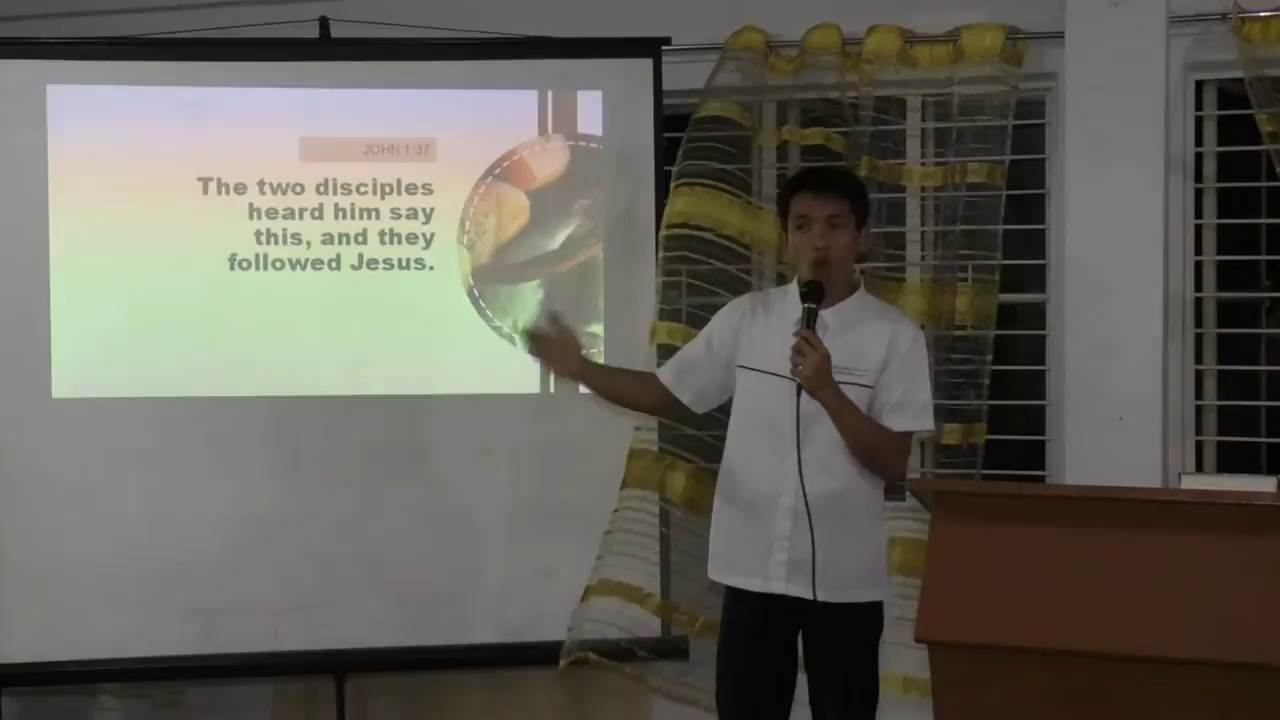 JOHN 1:37
The two disciples
heard him say
this, and they
followed Jesus.